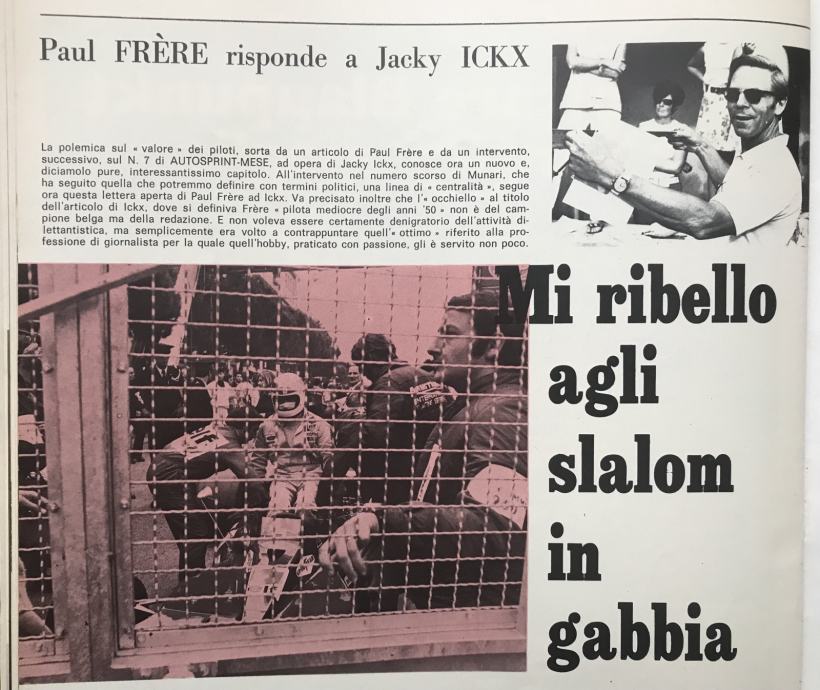 Paul FRÈRE risponde a Jacky ICKX
La polemica sul « valore » dei piloti, sorta da un articolo di Paul Frère e da un intervento,
successivo, sul N. 7 di AUTOSPRINT-MESE, ad opera di Jacky Ickx, conosce ora un nuovo e,
diciamolo pure, interessantissimo capitolo. All'intervento nel numero scorso di Munari, che
ha seguito quella che potremmo definire con termini politici, una linea di « centralità », segue
ora questa lettera aperta di Paul Frère ad Ickx. Va precisato inoltre che l'« occhiello » al titolo
dell'articolo di Ickx, dove si definiva Frère « pilota mediocre degli anni '50 » non è del cam-
pione belga ma della redazione. E non voleva essere certamente denigratorio dell'attività di-
lettantistica, ma semplicemente era volto a contrappuntare quell'« ottimo » riferito alla pro-
fessione di giornalista per la quale quell'hobby, praticato con passione, gli è servito non poco.
Mi ribello
agli
slalom
in
gabbia